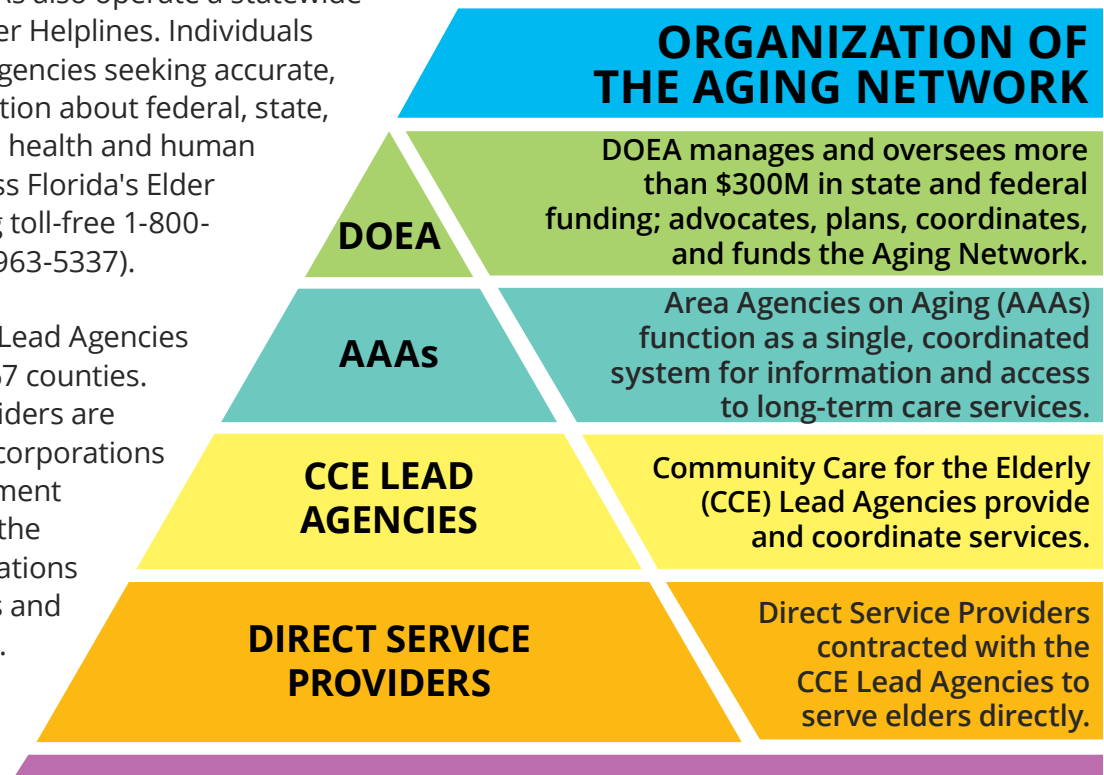 As also operate a statewide
er Helplines. Individuals
gencies seeking accurate,
tion about federal, state,
health and human
ss Florida's Elder
g toll-free 1-800-
963-5337).
Lead Agencies
67 counties.
iders are
corporations
ment
the
ations
s and
.
ORGANIZATION OF
THE AGING NETWORK
DOEA
DOEA manages and oversees more
than $300M in state and federal
funding; advocates, plans, coordinates,
and funds the Aging Network.
AAAs
Area Agencies on Aging (AAAs)
function as a single, coordinated
system for information and access
to long-term care services.
CCE LEAD
AGENCIES
Community Care for the Elderly
(CCE) Lead Agencies provide
and coordinate services.
DIRECT SERVICE
PROVIDERS
Direct Service Providers
contracted with the
CCE Lead Agencies to
serve elders directly.